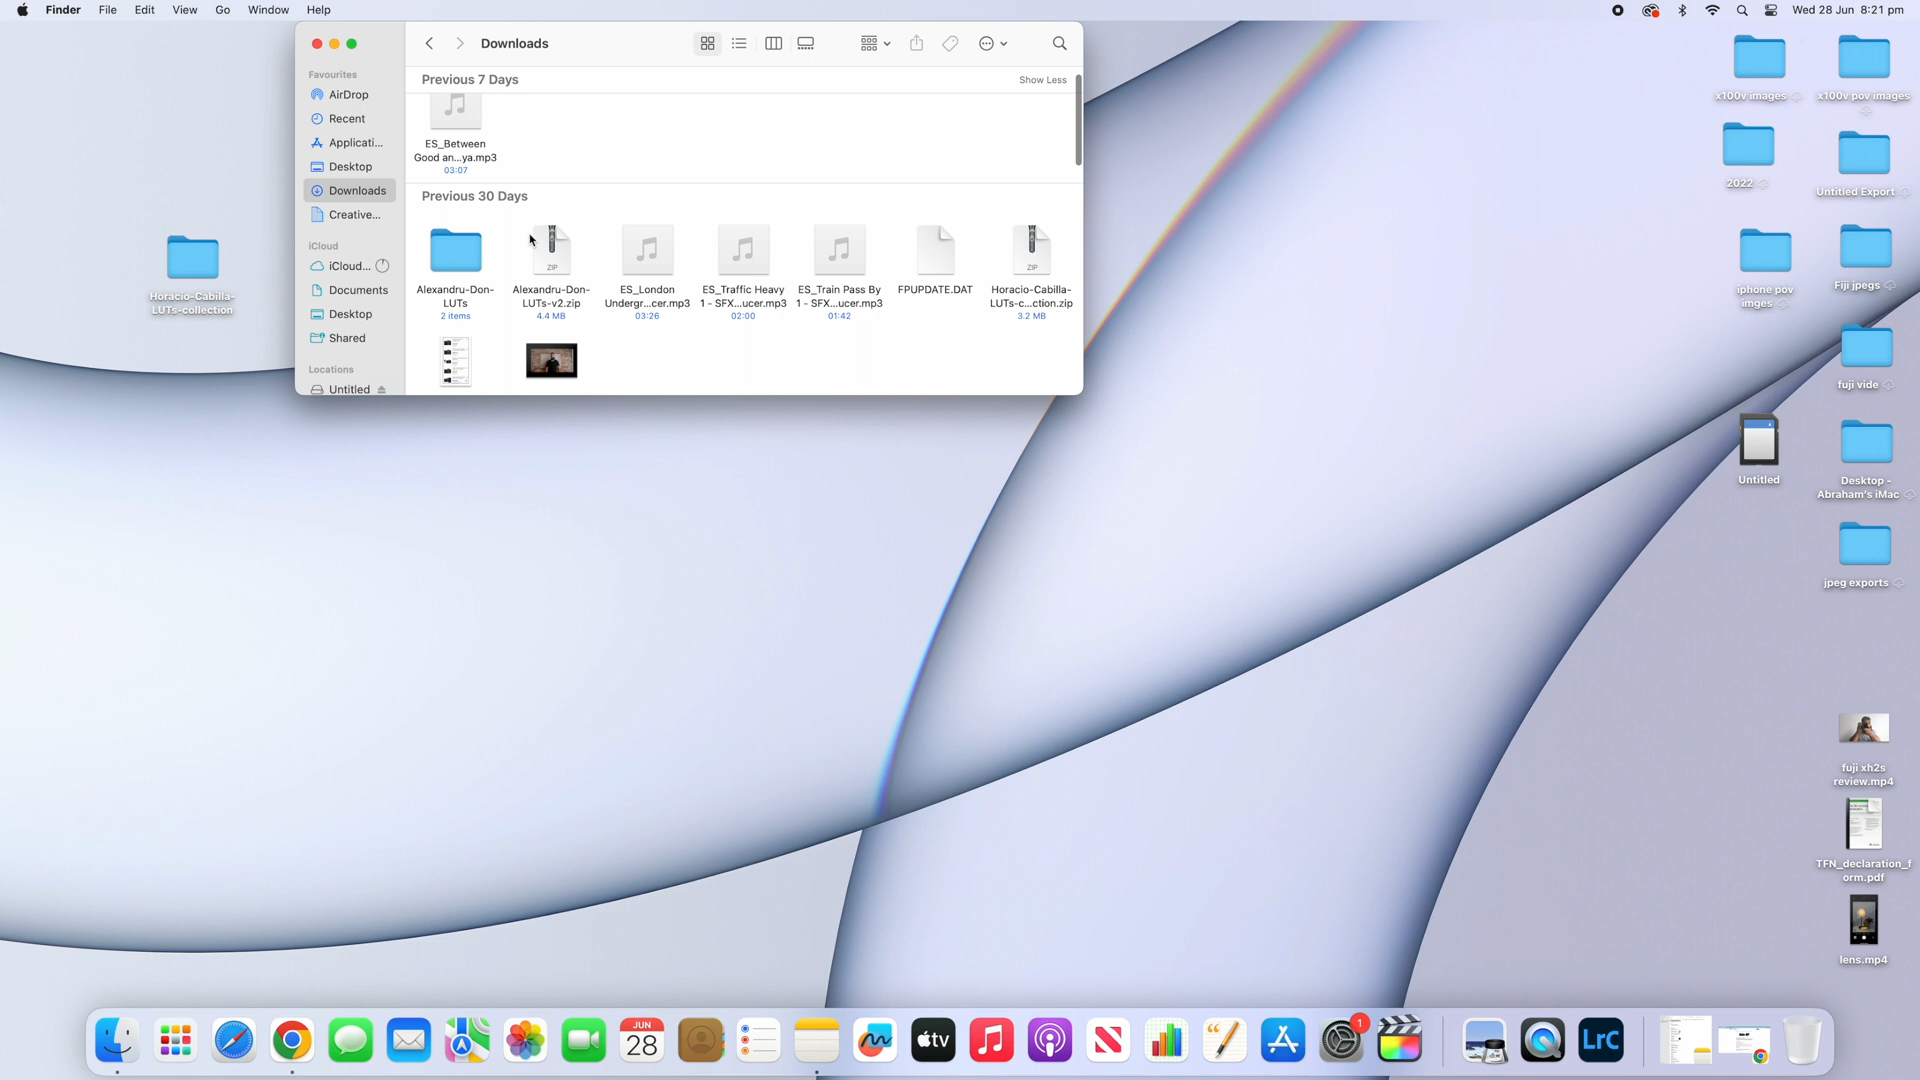 Finder File Edit View Go Window Help
Wed 28 Jun 8:21 pm
Downloads
Favourites
AirDrop
Recent
Applicati...
Desktop
Downloads
Creative...
iCloud
iCloud...
Documents
Desktop
Shared
Locations
Untitled
Previous 7 Days
Show Less
ES_Between
Good an...ya.mp3
03:07
Previous 30 Days
Alexandru-Don-
LUTs
2 items
Alexandru-Don-
LUTs-v2.zip
4.4 MB
ES_London
Undergr...cer.mp3
03:26
ES_Traffic Heavy
1 - SFX...ucer.mp3
02:00
ES_Train Pass By
1 - SFX...ucer.mp3
01:42
FPUPDATE.DAT
Horacio-Cabilla-
LUTs-c...ction.zip
3.2 MB
ZIP
ZIP
Horacio-Cabilla-
LUTs-collection
x100v images
x100v pov images
2022
Untitled Export
iphone pov
imges
Fiji jpegs
fuji vide
Untitled
Desktop -
Abraham's iMac
jpeg exports
fuji xh2s
review.mp4
TFN_declaration_f
orm.pdf
lens.mp4
JUN
28
tv
1
LrC